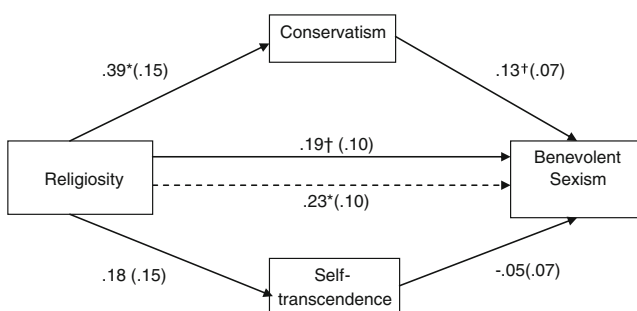 Conservatism
.39*(.15)
.13†(.07)
.19† (.10)
Religiosity
Benevolent
Sexism
.23*(.10)
.18 (.15)
Self-
transcendence
-.05(.07)